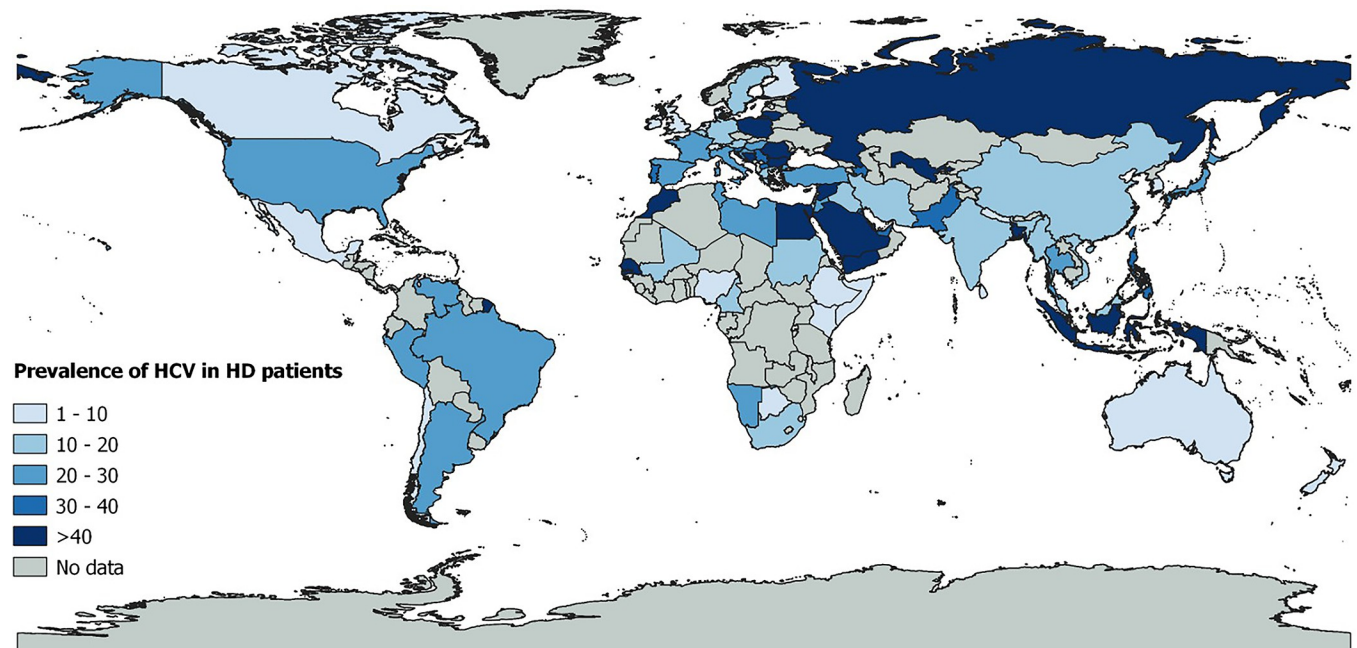 Prevalence of HCV in HD patients
1 - 10
10 - 20
20 - 30
30 - 40
>40
No data